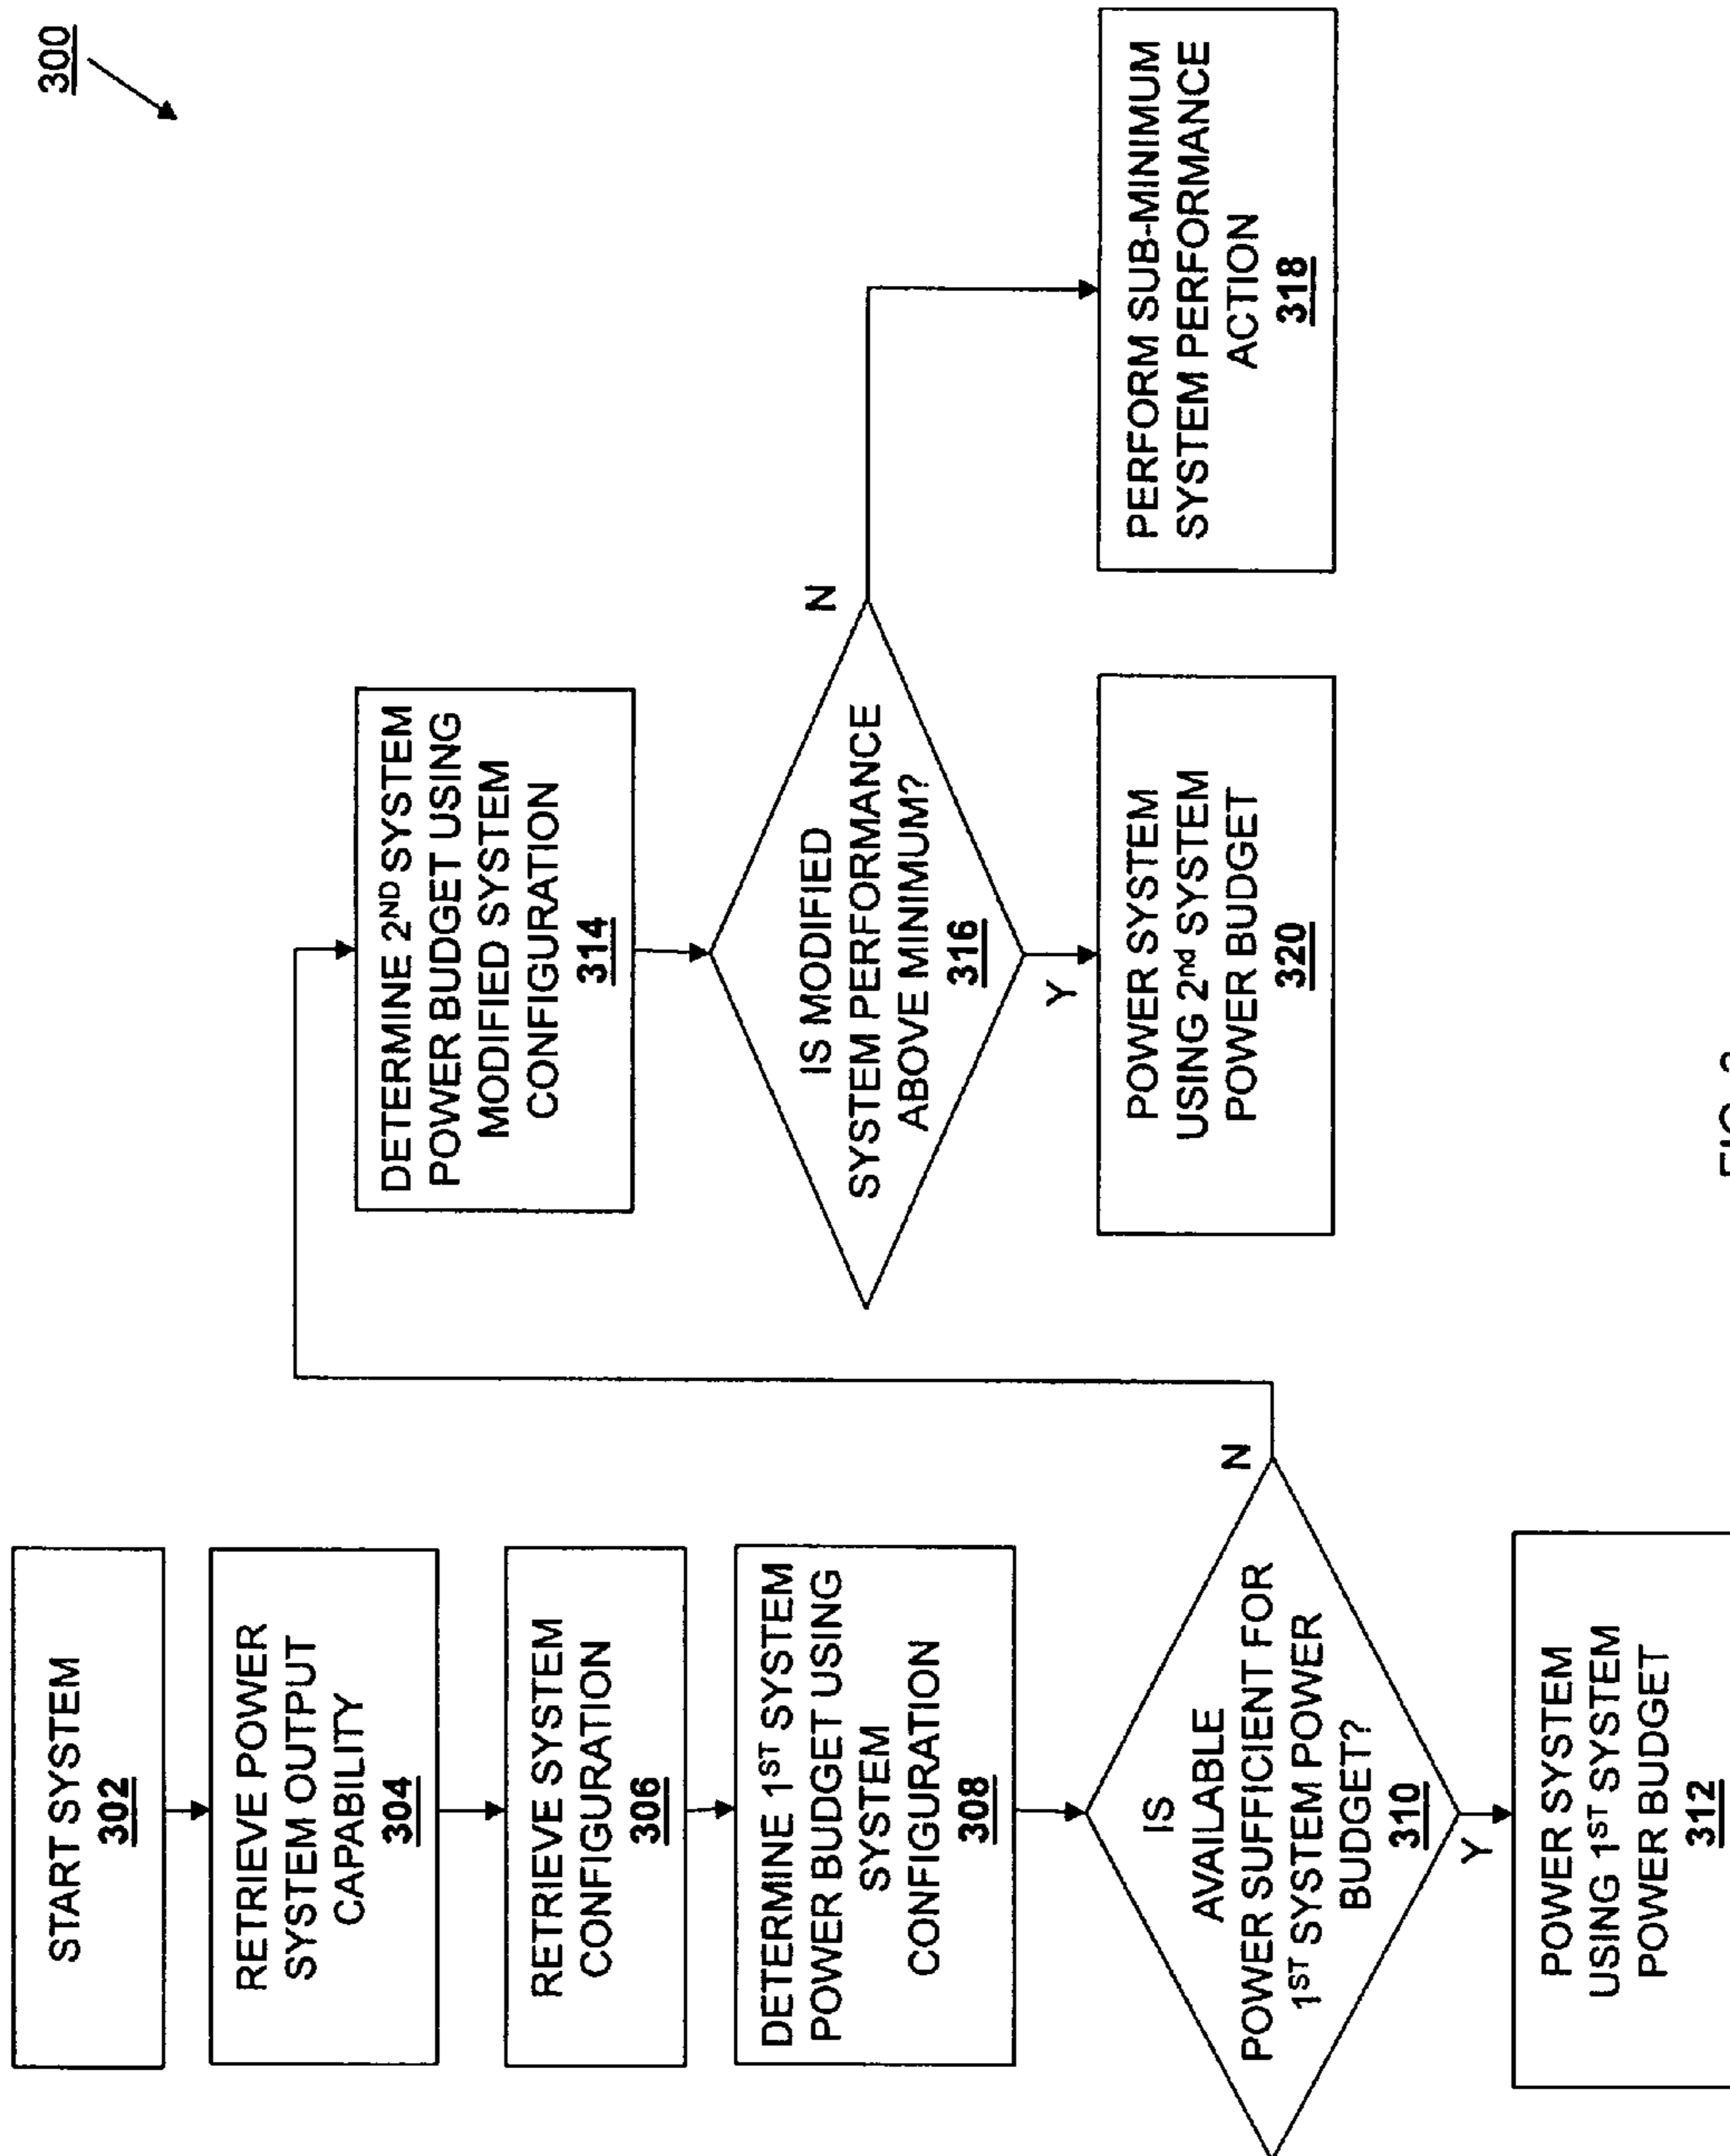 300
START SYSTEM
302
RETRIEVE POWER
SYSTEM OUTPUT
CAPABILITY
304
RETRIEVE SYSTEM
CONFIGURATION
306
DETERMINE 1ST SYSTEM
POWER BUDGET USING
SYSTEM
CONFIGURATION
308
IS
AVAILABLE
POWER SUFFICIENT FOR
1ST SYSTEM POWER
BUDGET?
310
N
Y
POWER SYSTEM
USING 1ST SYSTEM
POWER BUDGET
312
DETERMINE 2ND SYSTEM
POWER BUDGET USING
MODIFIED SYSTEM
CONFIGURATION
314
IS MODIFIED
SYSTEM PERFORMANCE
ABOVE MINIMUM?
316
N
Y
POWER SYSTEM
USING 2nd SYSTEM
POWER BUDGET
320
PERFORM SUB-MINIMUM
SYSTEM PERFORMANCE
ACTION
318